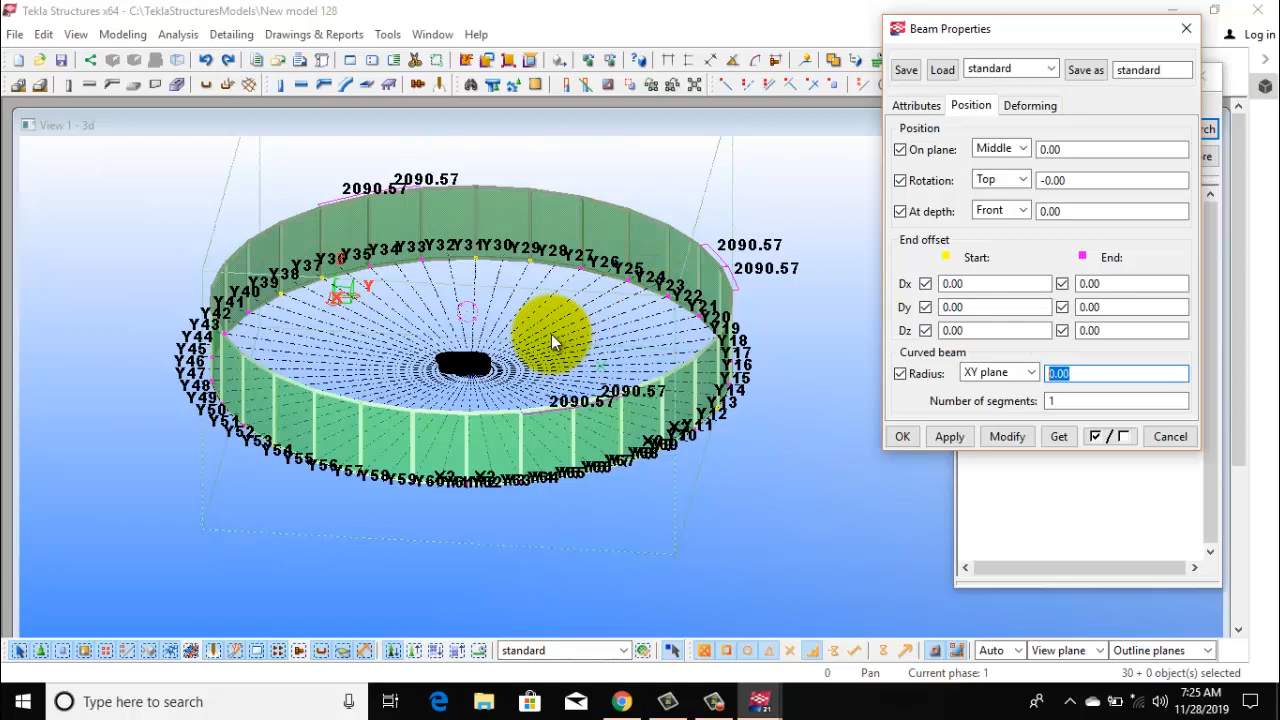 Tekla Structures x64 - C:\TeklaStructuresModels\New model 128
File Edit View Modeling Analysis Detailing Drawings & Reports Tools Window Help
Log in
View 1 - 3d
Beam Properties
Save Load standard Save as standard
Attributes Position Deforming
Position
On plane: Middle 0.00
Rotation: Top -0.00
At depth: Front 0.00
End offset
Start: End:
Dx 0.00 0.00
Dy 0.00 0.00
Dz 0.00 0.00
Curved beam
Radius: XY plane 0.00
Number of segments: 1
OK Apply Modify Get / Cancel
2090.57
2090.57
2090.57
2090.57
2090.57
2090.57
Y43
Y44
Y45
Y46
Y47
Y48
Y49
Y50
Y51
Y52
Y53
Y54
Y55
Y56
Y57
Y58
Y59
Y42
Y41
Y40
Y39
Y38
Y37
Y35
Y34
Y33
Y32
Y31
Y30
Y29
Y28
Y27
Y26
Y25
Y24
Y23
Y22
Y21
Y20
Y19
Y18
Y17
Y16
Y15
Y14
Y13
Y12
Y
X
standard
Auto View plane Outline planes
0 Pan Phase: 1 30 + 0 object(s) selected
Type here to search
21
7:25 AM
11/28/2019